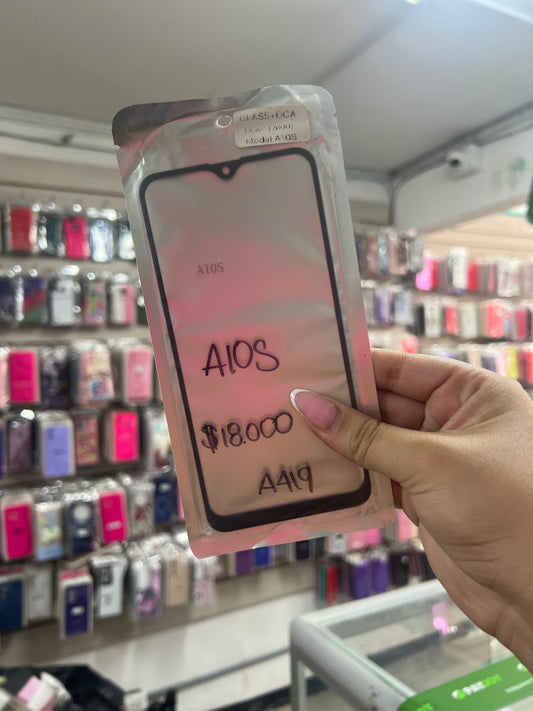 GLASS+OCA
Model:A10S
A10S
A10S
$18.000
A419